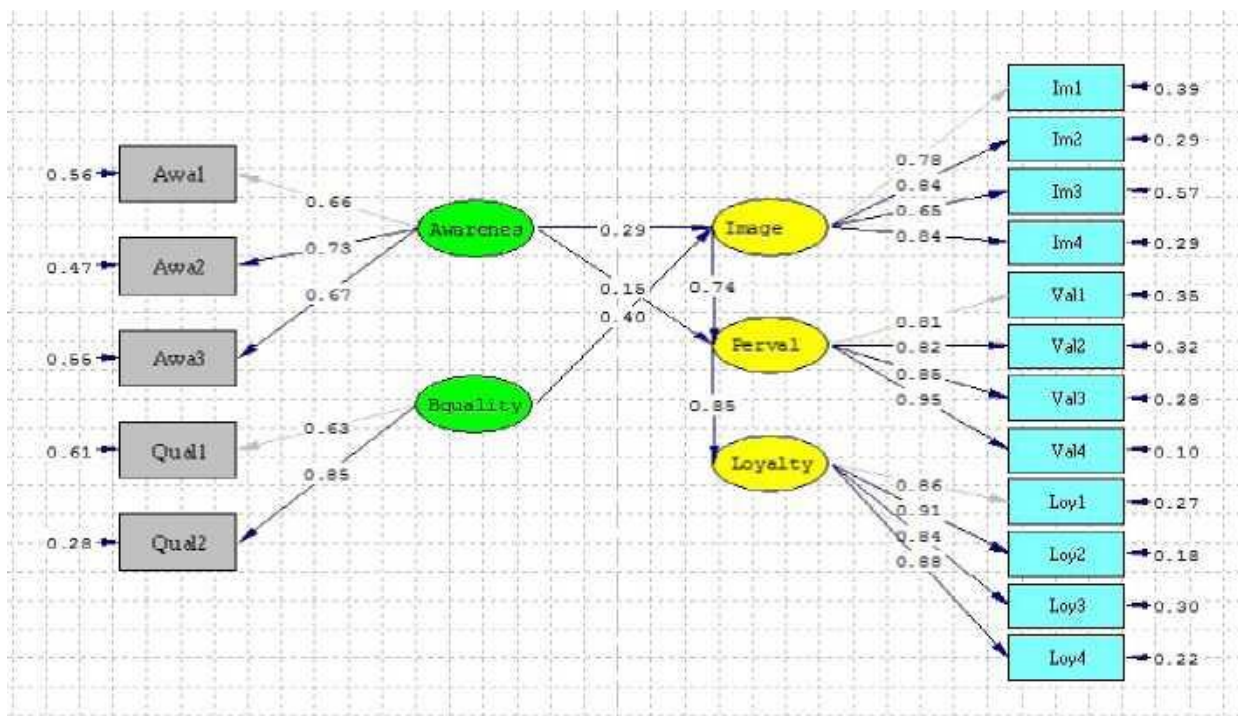 0.56 Awa1
0.47 Awa2
0.55 Awa3
0.61 Qual1
0.28 Qual2
0.66
0.73
0.67
0.63
0.85
Awarenes
Bquality
0.29
0.15
0.40
0.74
0.85
Image
Perval
Loyalty
0.78
0.84
0.65
0.84
0.81
0.82
0.85
0.95
0.86
0.91
0.84
0.88
Im1 0.39
Im2 0.29
Im3 0.57
Im4 0.29
Val1 0.35
Val2 0.32
Val3 0.28
Val4 0.10
Loy1 0.27
Loy2 0.18
Loy3 0.30
Loy4 0.22